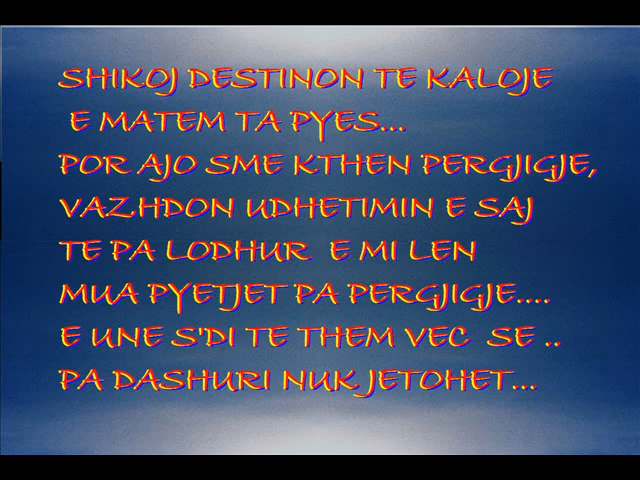 SHIKOJ DESTINON TE KALOJE
E MATEM TA PYES...
POR AJO SME KTHEN PERGJIGJE,
VAZHDON UDHETIMIN E SAJ
TE PA LODHUR E MI LEN
MUA PYETJET PA PERGJIGJE....
E UNE S'DI TE THEM VEC SE ..
PA DASHURI NUK JETOHET...